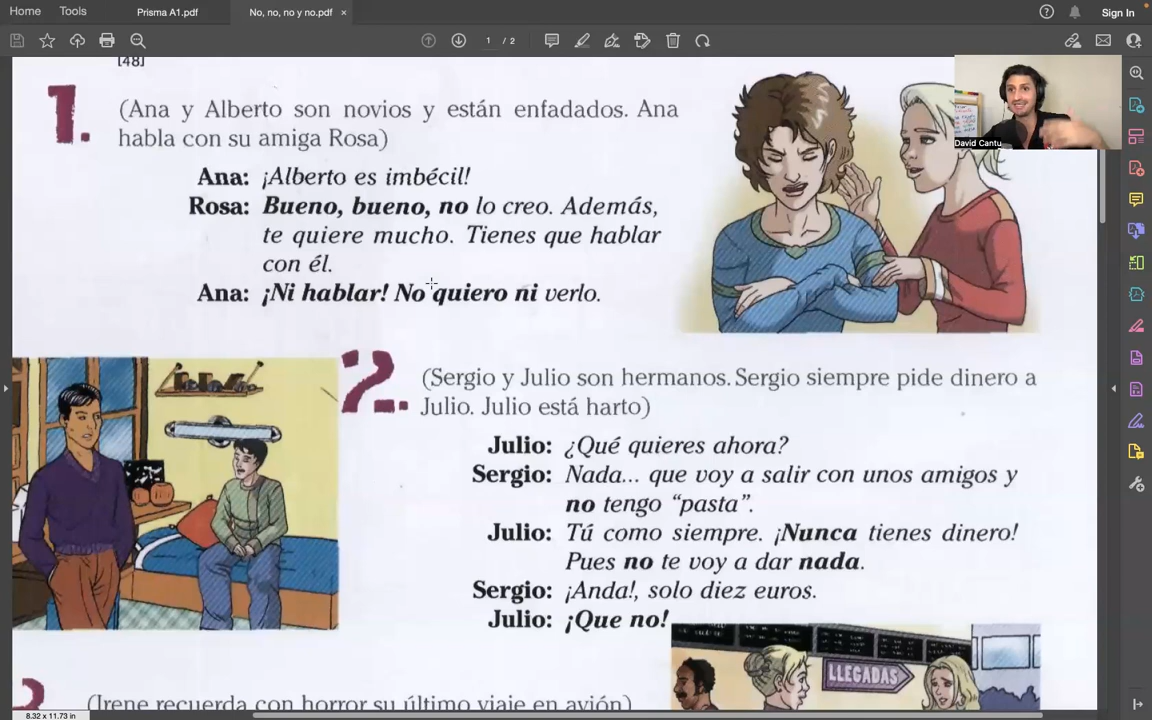 Home
Tools
Prisma A1.pdf
No, no, no y no.pdf
×
Sign In
1 / 2
[48]
1.
(Ana y Alberto son novios y están enfadados. Ana
habla con su amiga Rosa)
Ana: ¡Alberto es imbécil!
Rosa: Bueno, bueno, no lo creo. Además,
te quiere mucho. Tienes que hablar
con él.
Ana: ¡Ni hablar! No quiero ni verlo.
David Cantu
2.
(Sergio y Julio son hermanos. Sergio siempre pide dinero a
Julio. Julio está harto)
Julio: ¿Qué quieres ahora?
Sergio: Nada... que voy a salir con unos amigos y
no tengo “pasta”.
Julio: Tú como siempre. ¡Nunca tienes dinero!
Pues no te voy a dar nada.
Sergio: ¡Anda!, solo diez euros.
Julio: ¡Que no!
LLEGADAS
(Irene recuerda con horror su último viaje en avión)
8.32 x 11.73 in